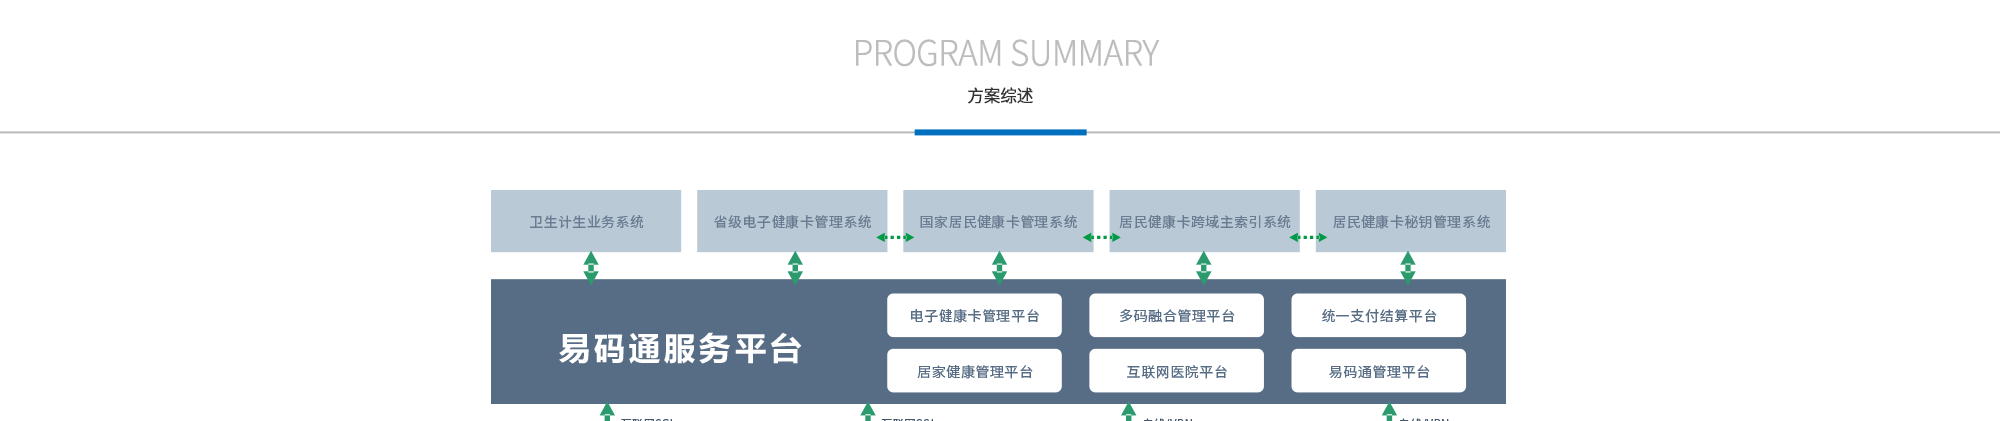 PROGRAM SUMMARY
方案综述
卫生计生业务系统
省级电子健康卡管理系统
国家居民健康卡管理系统
居民健康卡跨域主索引系统
居民健康卡秘钥管理系统
易码通服务平台
电子健康卡管理平台
多码融合管理平台
统一支付结算平台
居家健康管理平台
互联网医院平台
易码通管理平台